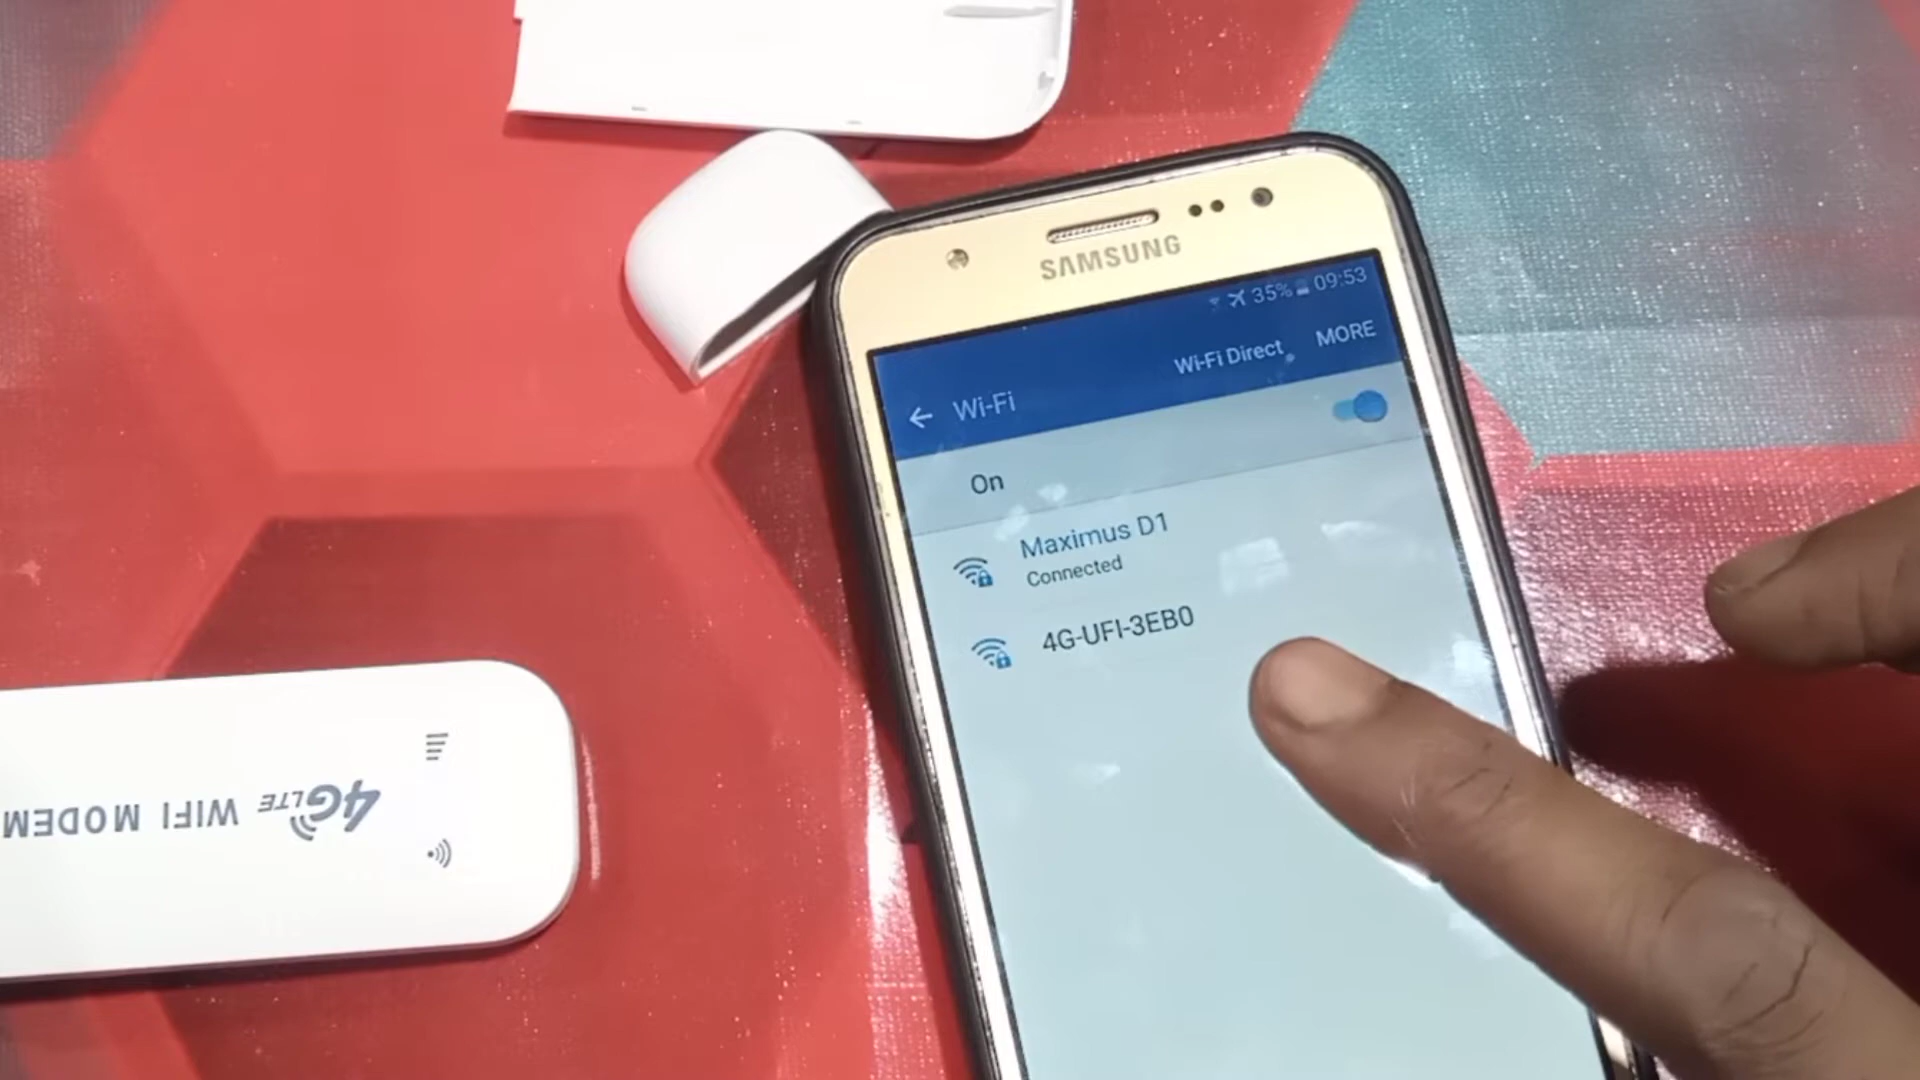 SAMSUNG
35% 09:53
Wi-Fi Direct MORE
Wi-Fi
On
Maximus D1
Connected
4G-UFI-3EB0
4G LTE WIFI MODEM